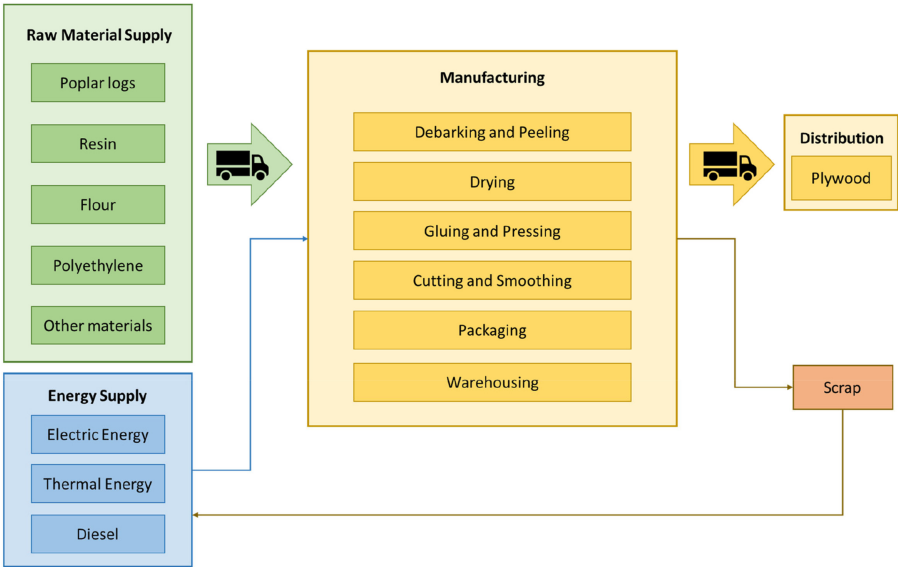 Raw Material Supply
Poplar logs
Resin
Flour
Polyethylene
Other materials
Energy Supply
Electric Energy
Thermal Energy
Diesel
Manufacturing
Debarking and Peeling
Drying
Gluing and Pressing
Cutting and Smoothing
Packaging
Warehousing
Distribution
Plywood
Scrap